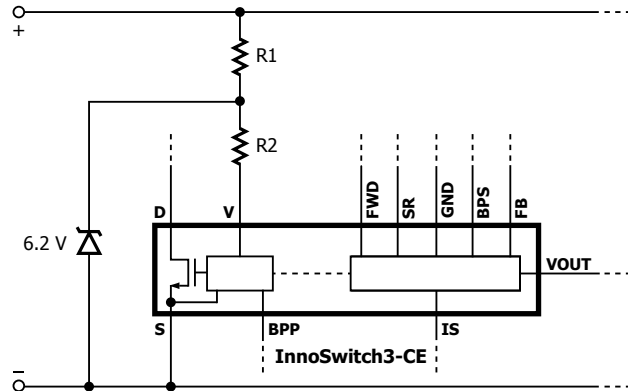 +
R1
R2
D
V
FWD
SR
GND
BPS
FB
6.2 V
VOUT
S
BPP
IS
InnoSwitch3-CE
–